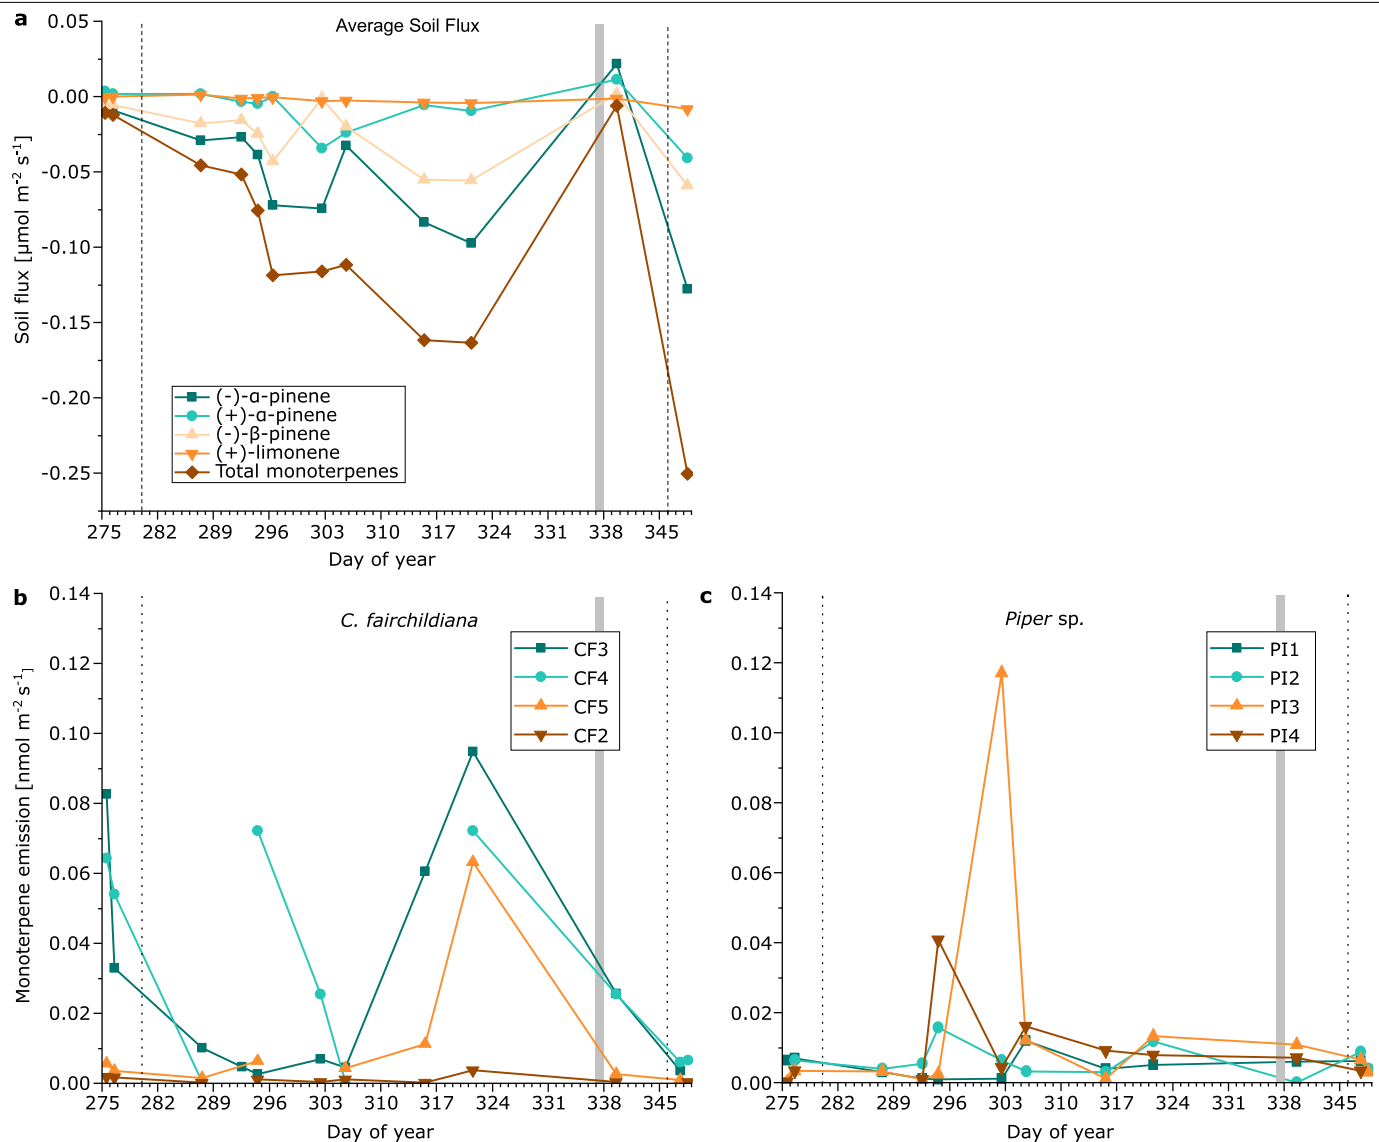 a
Average Soil Flux
0.05
0.00
-0.05
-0.10
-0.15
-0.20
-0.25
Soil flux [µmol m-2 s-1]
(-)-α-pinene
(+)-α-pinene
(-)-β-pinene
(+)-limonene
Total monoterpenes
275 282 289 296 303 310 317 324 331 338 345
Day of year
b
C. fairchildiana
0.14
0.12
0.10
0.08
0.06
0.04
0.02
0.00
Monoterpene emission [nmol m-2 s-1]
CF3
CF4
CF5
CF2
275 282 289 296 303 310 317 324 331 338 345
Day of year
c
Piper sp.
0.14
0.12
0.10
0.08
0.06
0.04
0.02
0.00
PI1
PI2
PI3
PI4
275 282 289 296 303 310 317 324 331 338 345
Day of year